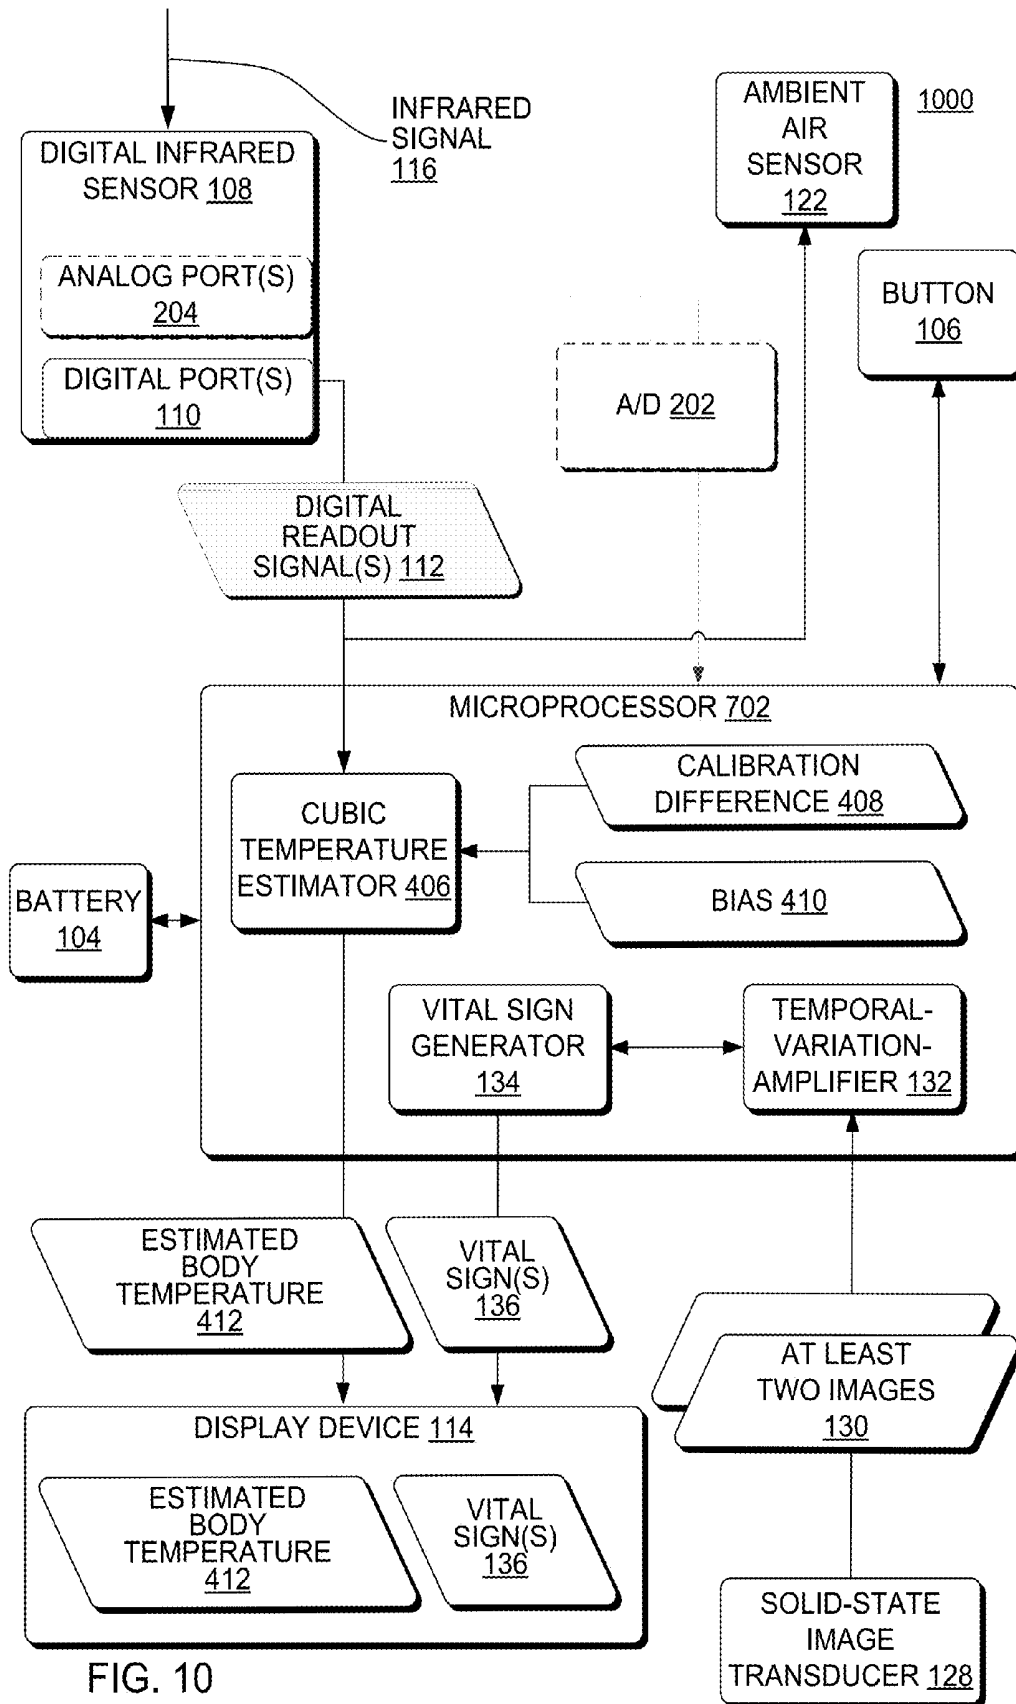 INFRARED
SIGNAL
116
AMBIENT
AIR
SENSOR
122
1000
DIGITAL INFRARED
SENSOR 108
ANALOG PORT(S)
204
DIGITAL PORT(S)
110
BUTTON
106
A/D 202
DIGITAL
READOUT
SIGNAL(S) 112
MICROPROCESSOR 702
CUBIC
TEMPERATURE
ESTIMATOR 406
CALIBRATION
DIFFERENCE 408
BIAS 410
BATTERY
104
VITAL SIGN
GENERATOR
134
TEMPORAL-
VARIATION-
AMPLIFIER 132
ESTIMATED
BODY
TEMPERATURE
412
VITAL
SIGN(S)
136
AT LEAST
TWO IMAGES
130
DISPLAY DEVICE 114
ESTIMATED
BODY
TEMPERATURE
412
VITAL
SIGN(S)
136
SOLID-STATE
IMAGE
TRANSDUCER 128
FIG. 10